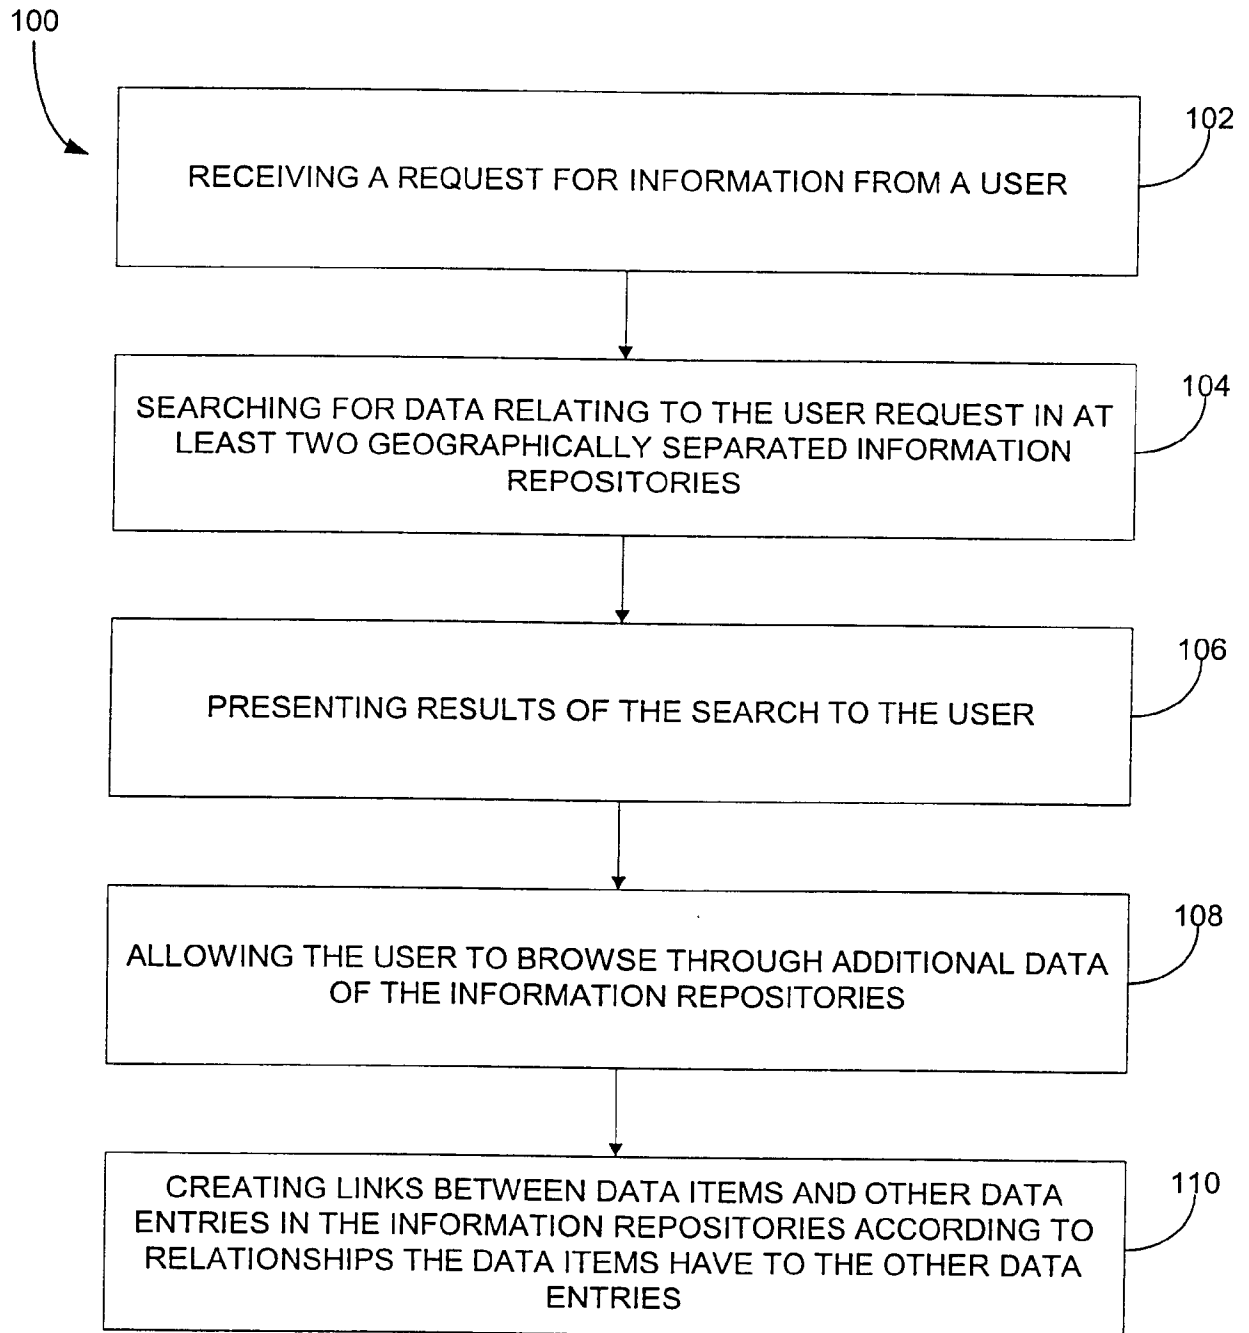 100
102
RECEIVING A REQUEST FOR INFORMATION FROM A USER
104
SEARCHING FOR DATA RELATING TO THE USER REQUEST IN AT
LEAST TWO GEOGRAPHICALLY SEPARATED INFORMATION
REPOSITORIES
106
PRESENTING RESULTS OF THE SEARCH TO THE USER
108
ALLOWING THE USER TO BROWSE THROUGH ADDITIONAL DATA
OF THE INFORMATION REPOSITORIES
110
CREATING LINKS BETWEEN DATA ITEMS AND OTHER DATA
ENTRIES IN THE INFORMATION REPOSITORIES ACCORDING TO
RELATIONSHIPS THE DATA ITEMS HAVE TO THE OTHER DATA
ENTRIES